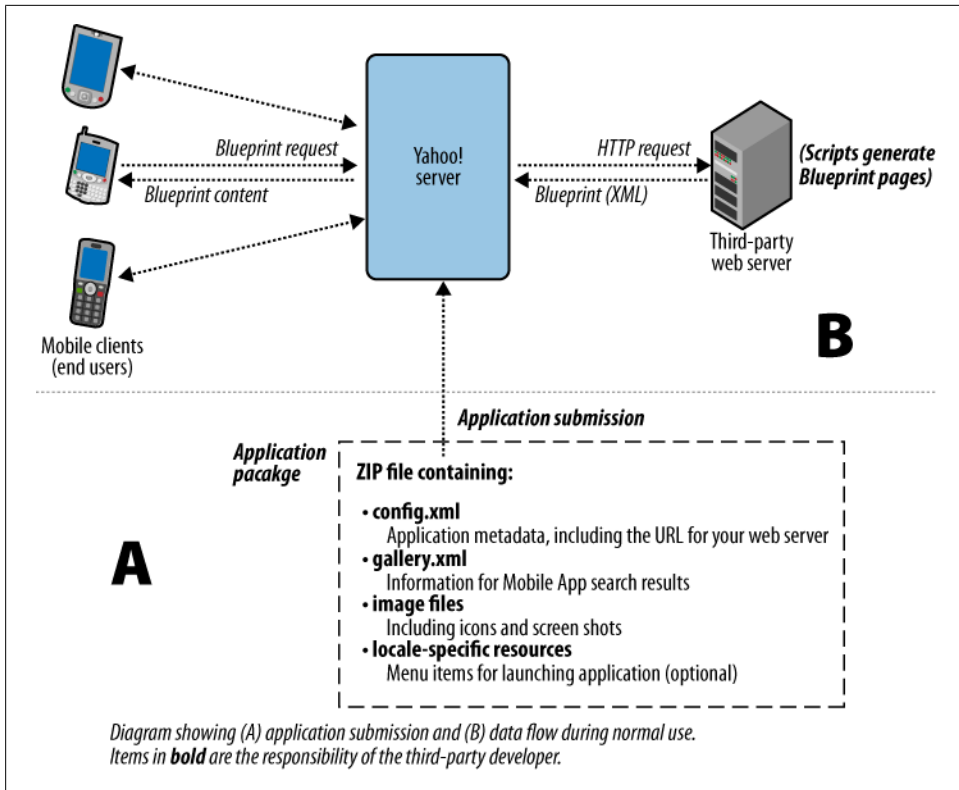 Blueprint request
Blueprint content
Yahoo!
server
HTTP request
Blueprint (XML)
(Scripts generate
Blueprint pages)
Third-party
web server
Mobile clients
(end users)
B
Application submission
Application
pacakge
ZIP file containing:
• config.xml
Application metadata, including the URL for your web server
• gallery.xml
Information for Mobile App search results
• image files
Including icons and screen shots
• locale-specific resources
Menu items for launching application (optional)
A
Diagram showing (A) application submission and (B) data flow during normal use.
Items in bold are the responsibility of the third-party developer.